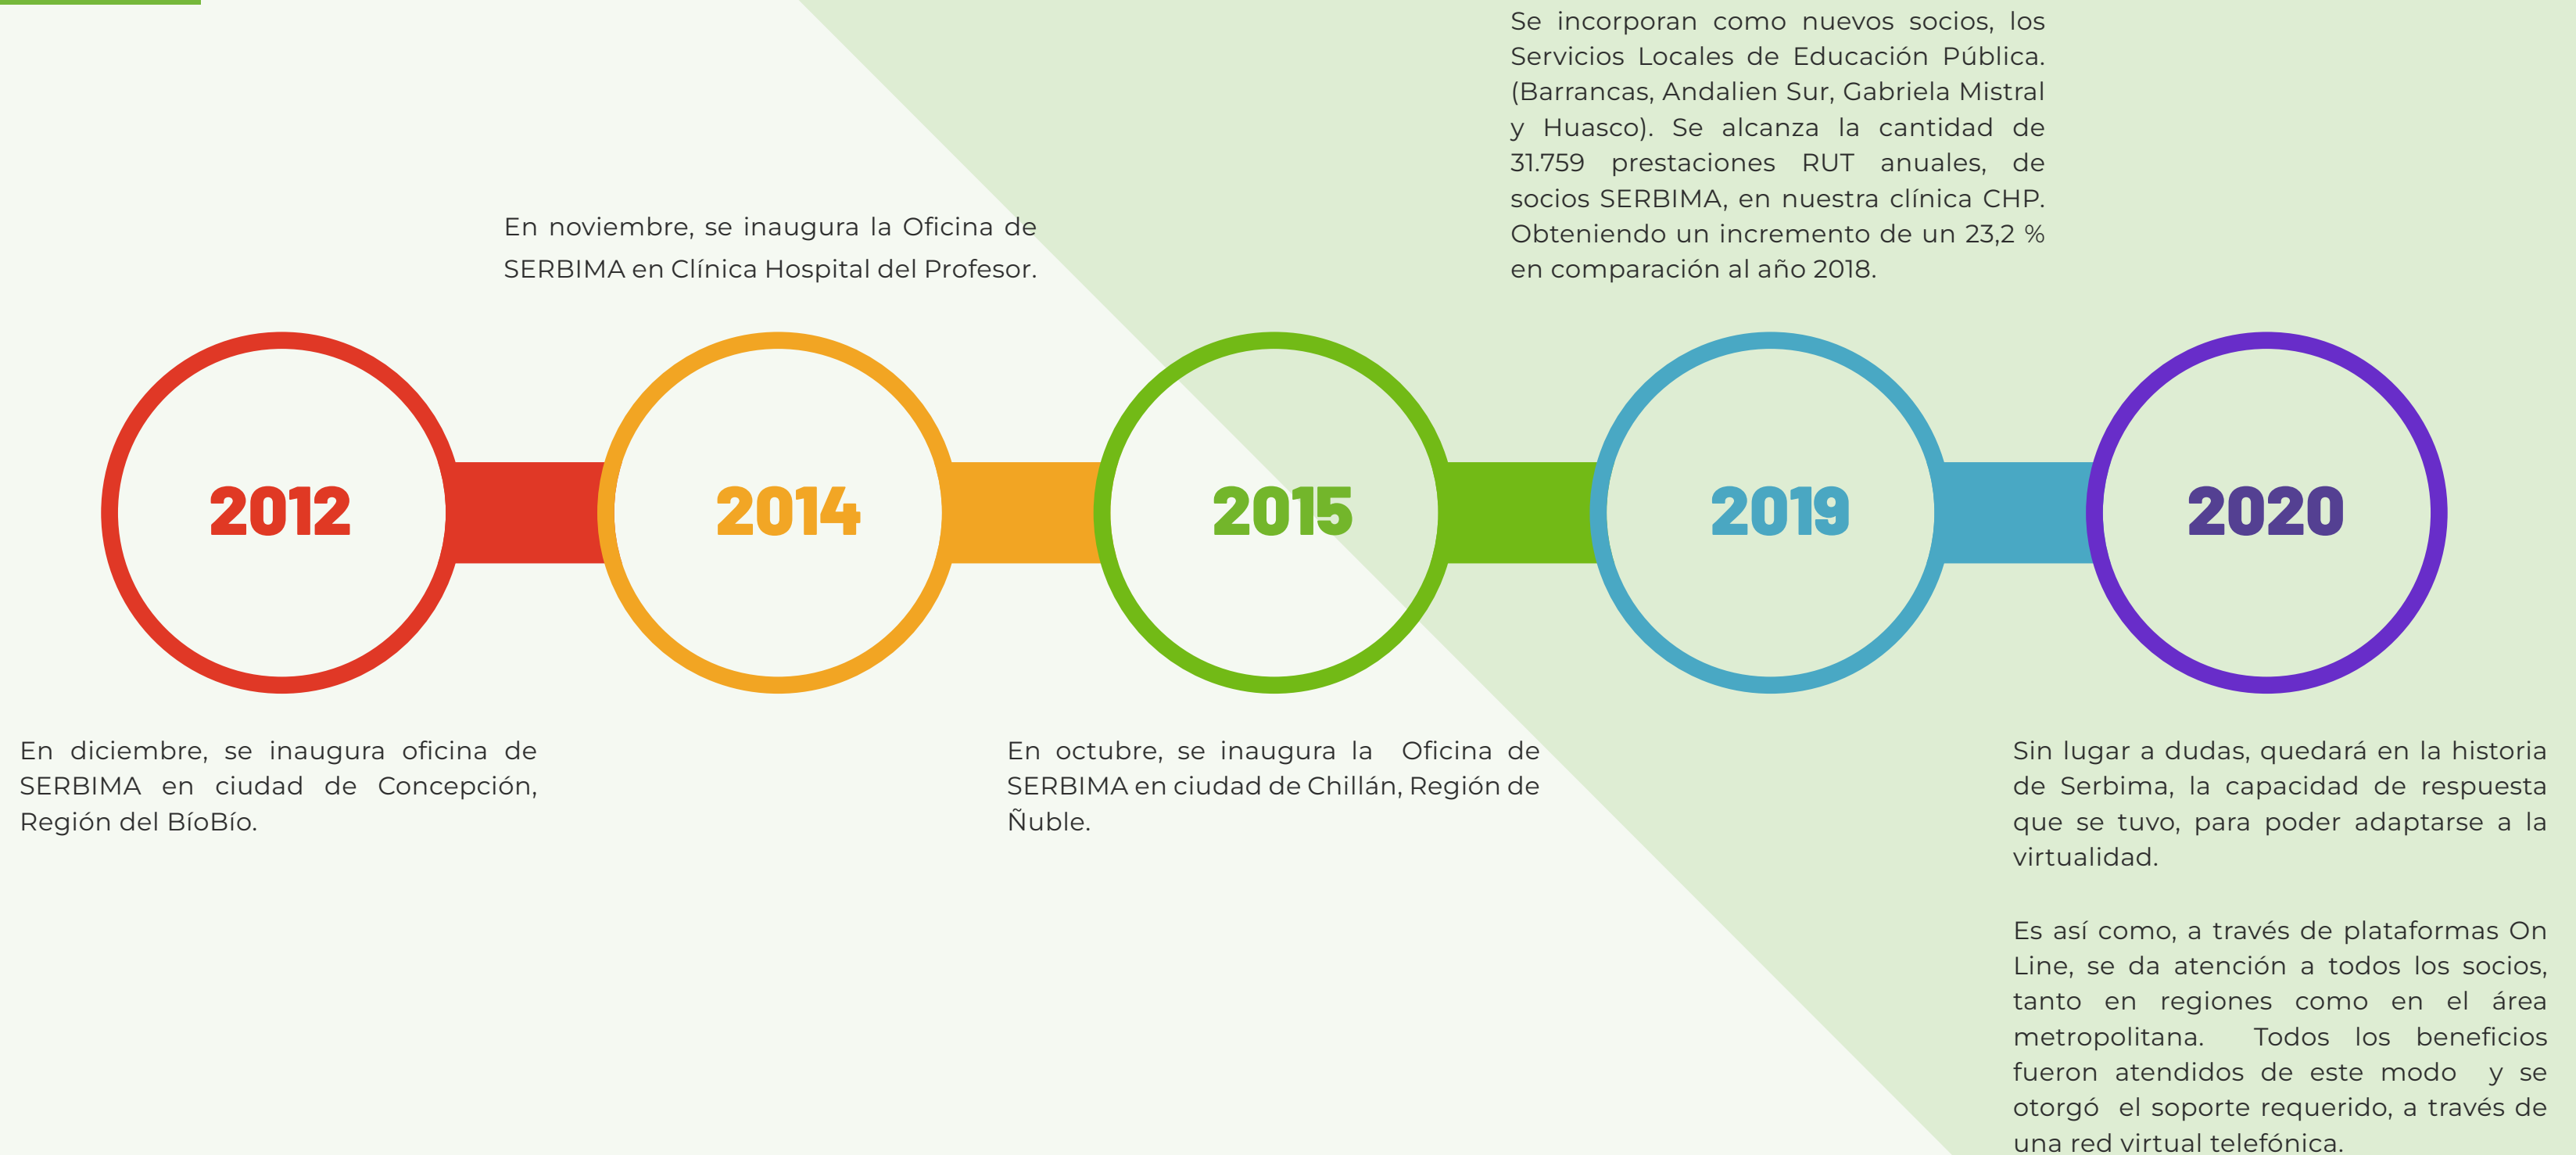 Se incorporan como nuevos socios, los
Servicios Locales de Educación Pública.
(Barrancas, Andalien Sur, Gabriela Mistral
y Huasco). Se alcanza la cantidad de
31.759 prestaciones RUT anuales, de
socios SERBIMA, en nuestra clínica CHP.
Obteniendo un incremento de un 23,2 %
en comparación al año 2018.
En noviembre, se inaugura la Oficina de
SERBIMA en Clínica Hospital del Profesor.
2012
2014
2015
2019
2020
En diciembre, se inaugura oficina de
SERBIMA en ciudad de Concepción,
Región del BíoBío.
En octubre, se inaugura la Oficina de
SERBIMA en ciudad de Chillán, Región de
Ñuble.
Sin lugar a dudas, quedará en la historia
de Serbima, la capacidad de respuesta
que se tuvo, para poder adaptarse a la
virtualidad.
Es así como, a través de plataformas On
Line, se da atención a todos los socios,
tanto en regiones como en el área
metropolitana. Todos los beneficios
fueron atendidos de este modo y se
otorgó el soporte requerido, a través de
una red virtual telefónica.